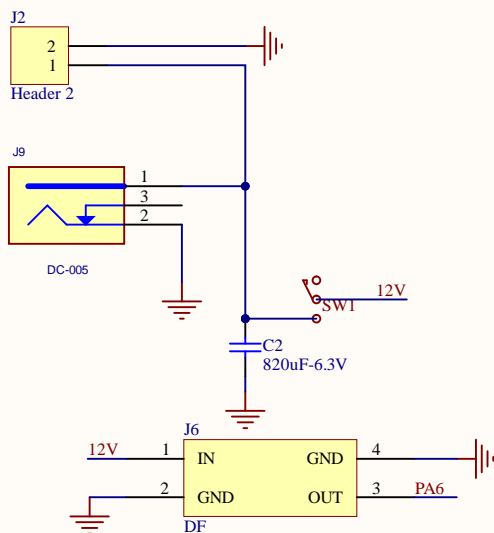 J2
2
1
Header 2
J9
1
3
2
DC-005
12V
SW1
C2
820uF-6.3V
J6
12V 1 IN GND 4
2 GND OUT 3 PA6
DF